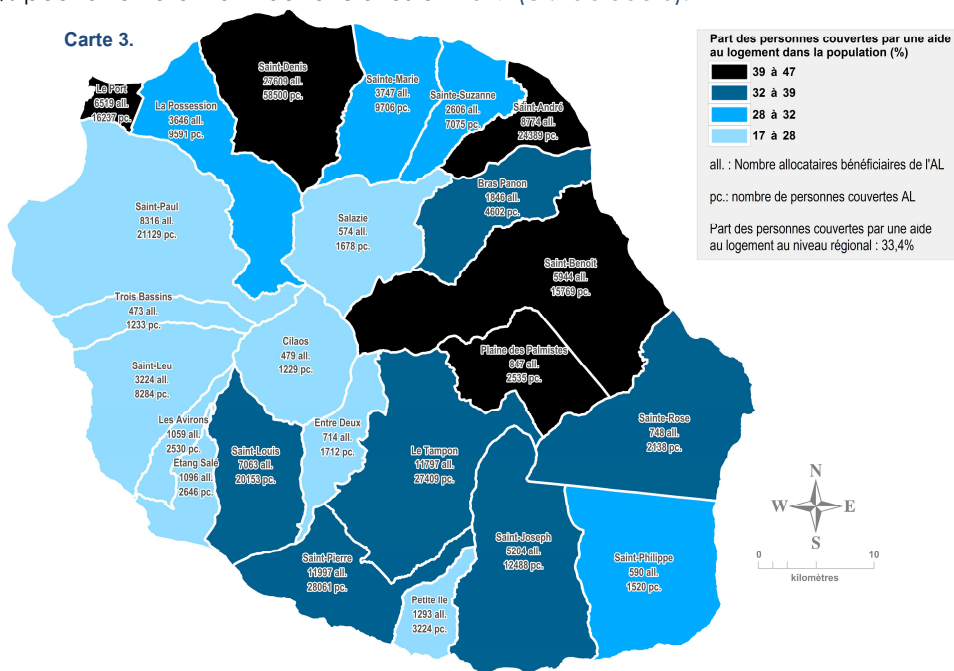 Carte 3.
Part des personnes couvertes par une aide
au logement dans la population (%)
39 à 47
32 à 39
28 à 32
17 à 28
all. : Nombre allocataires bénéficiaires de l'AL
pc.: nombre de personnes couvertes AL
Part des personnes couvertes par une aide
au logement au niveau régional : 33,4%
Le Port
6519 all.
16237 pc.
La Possession
3646 all.
9591 pc.
Saint-Denis
27609 all.
58500 pc.
Sainte-Marie
3747 all.
9706 pc.
Sainte-Suzanne
2606 all.
7075 pc.
Saint-André
8774 all.
24389 pc.
Bras Panon
1846 all.
4602 pc.
Saint-Paul
8316 all.
21129 pc.
Salazie
574 all.
1678 pc.
Saint-Benoit
5944 all.
15769 pc.
Trois Bassins
473 all.
1233 pc.
Cilaos
479 all.
1229 pc.
Plaine des Palmistes
847 all.
2535 pc.
Saint-Leu
3224 all.
8284 pc.
Les Avirons
1059 all.
2530 pc.
Etang Salé
1096 all.
2646 pc.
Saint-Louis
7063 all.
20153 pc.
Entre Deux
714 all.
1712 pc.
Le Tampon
11797 all.
27409 pc.
Sainte-Rose
748 all.
2138 pc.
Saint-Pierre
11997 all.
28061 pc.
Petite Ile
1293 all.
3224 pc.
Saint-Joseph
5204 all.
12488 pc.
Saint-Philippe
590 all.
1520 pc.
N
W
E
S
0
10
kilomètres